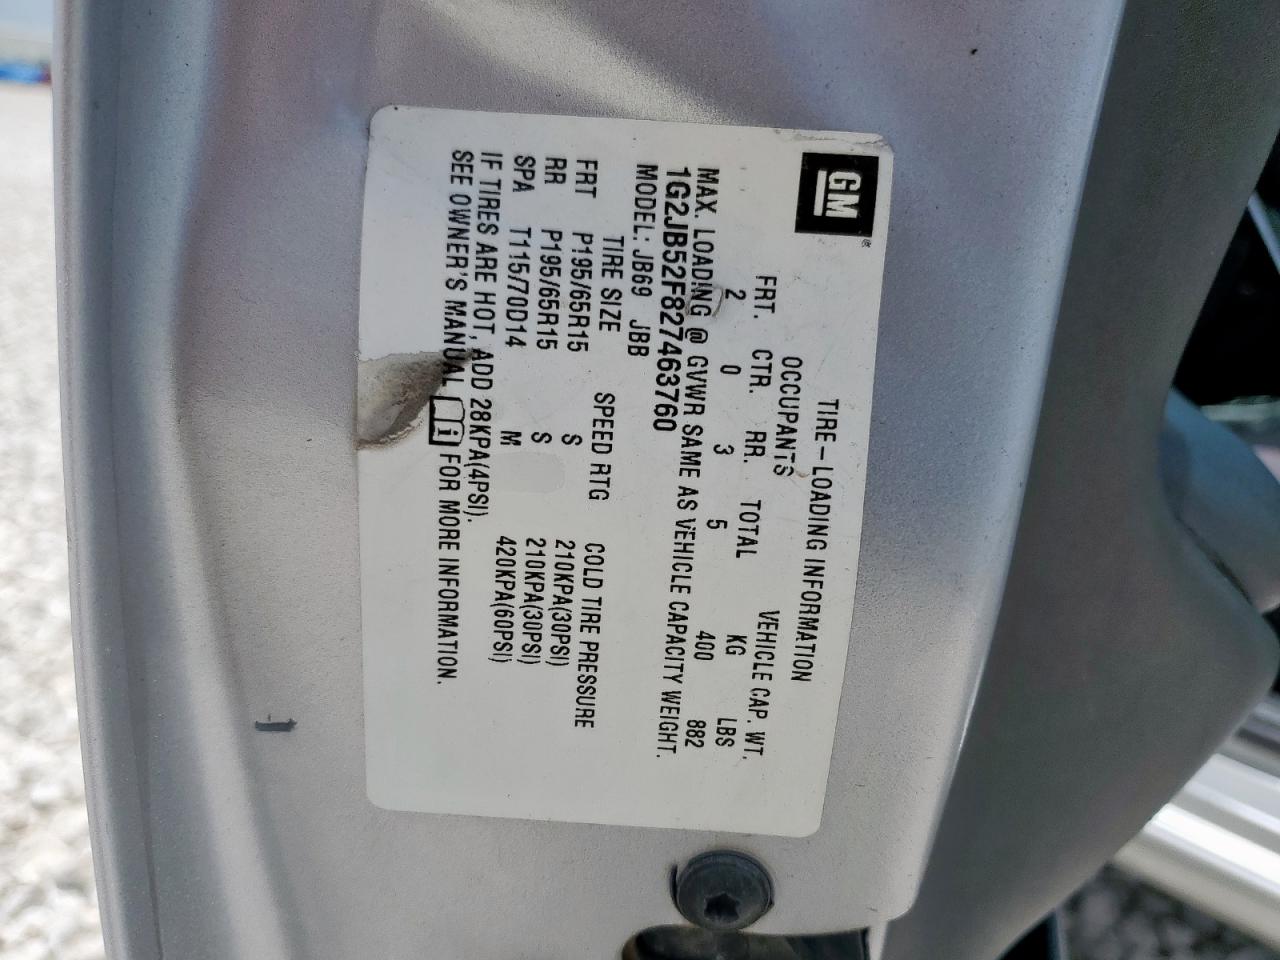 GM®
TIRE-LOADING INFORMATION
OCCUPANTS VEHICLE CAP. WT.
FRT. CTR. RR. TOTAL KG LBS
2 0 3 5 400 882
MAX. LOADING @ GVWR SAME AS VEHICLE CAPACITY WEIGHT.
1G2JB52F827463760
MODEL: JB69 JBB
TIRE SIZE SPEED RTG COLD TIRE PRESSURE
FRT P195/65R15 S 210KPA(30PSI)
RR P195/65R15 S 210KPA(30PSI)
SPA T115/70D14 M 420KPA(60PSI)
IF TIRES ARE HOT, ADD 28KPA(4PSI).
SEE OWNER'S MANUAL i FOR MORE INFORMATION.